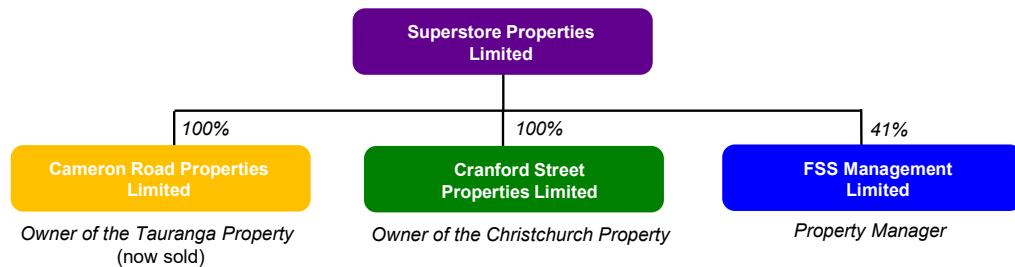 Superstore Properties
Limited
100%
100%
41%
Cameron Road Properties
Limited
Cranford Street
Properties Limited
FSS Management
Limited
Owner of the Tauranga Property
(now sold)
Owner of the Christchurch Property
Property Manager